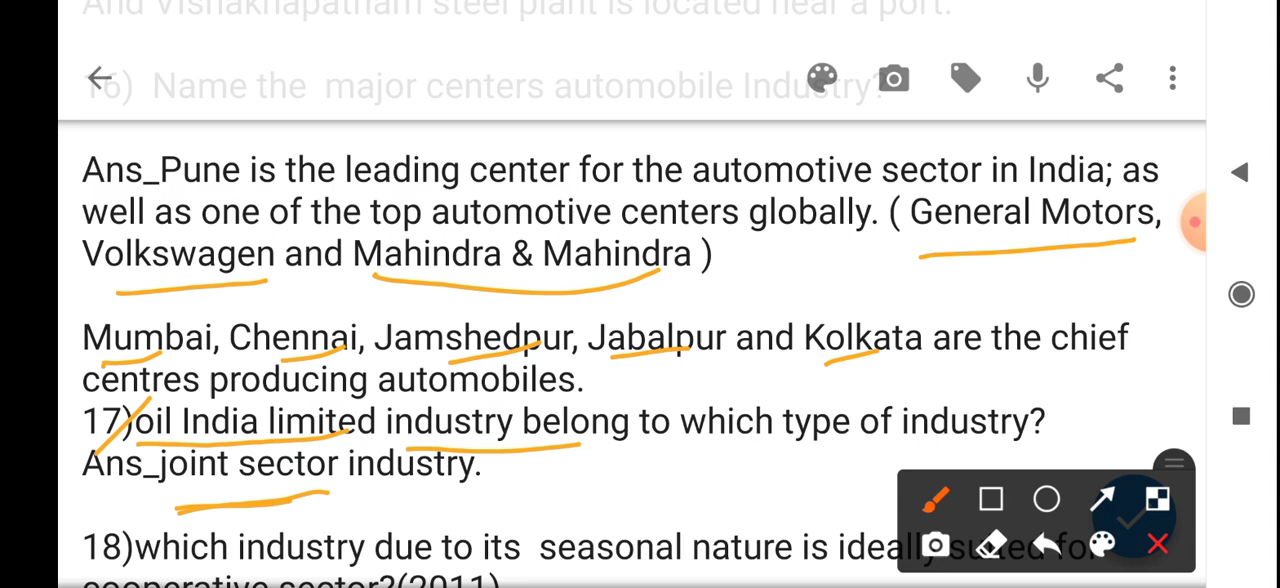 And Vishakhapatnam steel plant is located near a port.
16) Name the major centers automobile Industry?
Ans_Pune is the leading center for the automotive sector in India; as
well as one of the top automotive centers globally. ( General Motors,
Volkswagen and Mahindra & Mahindra )
Mumbai, Chennai, Jamshedpur, Jabalpur and Kolkata are the chief
centres producing automobiles.
17)oil India limited industry belong to which type of industry?
Ans_joint sector industry.
18)which industry due to its seasonal nature is ideally suited for
cooperative sector?(2011)